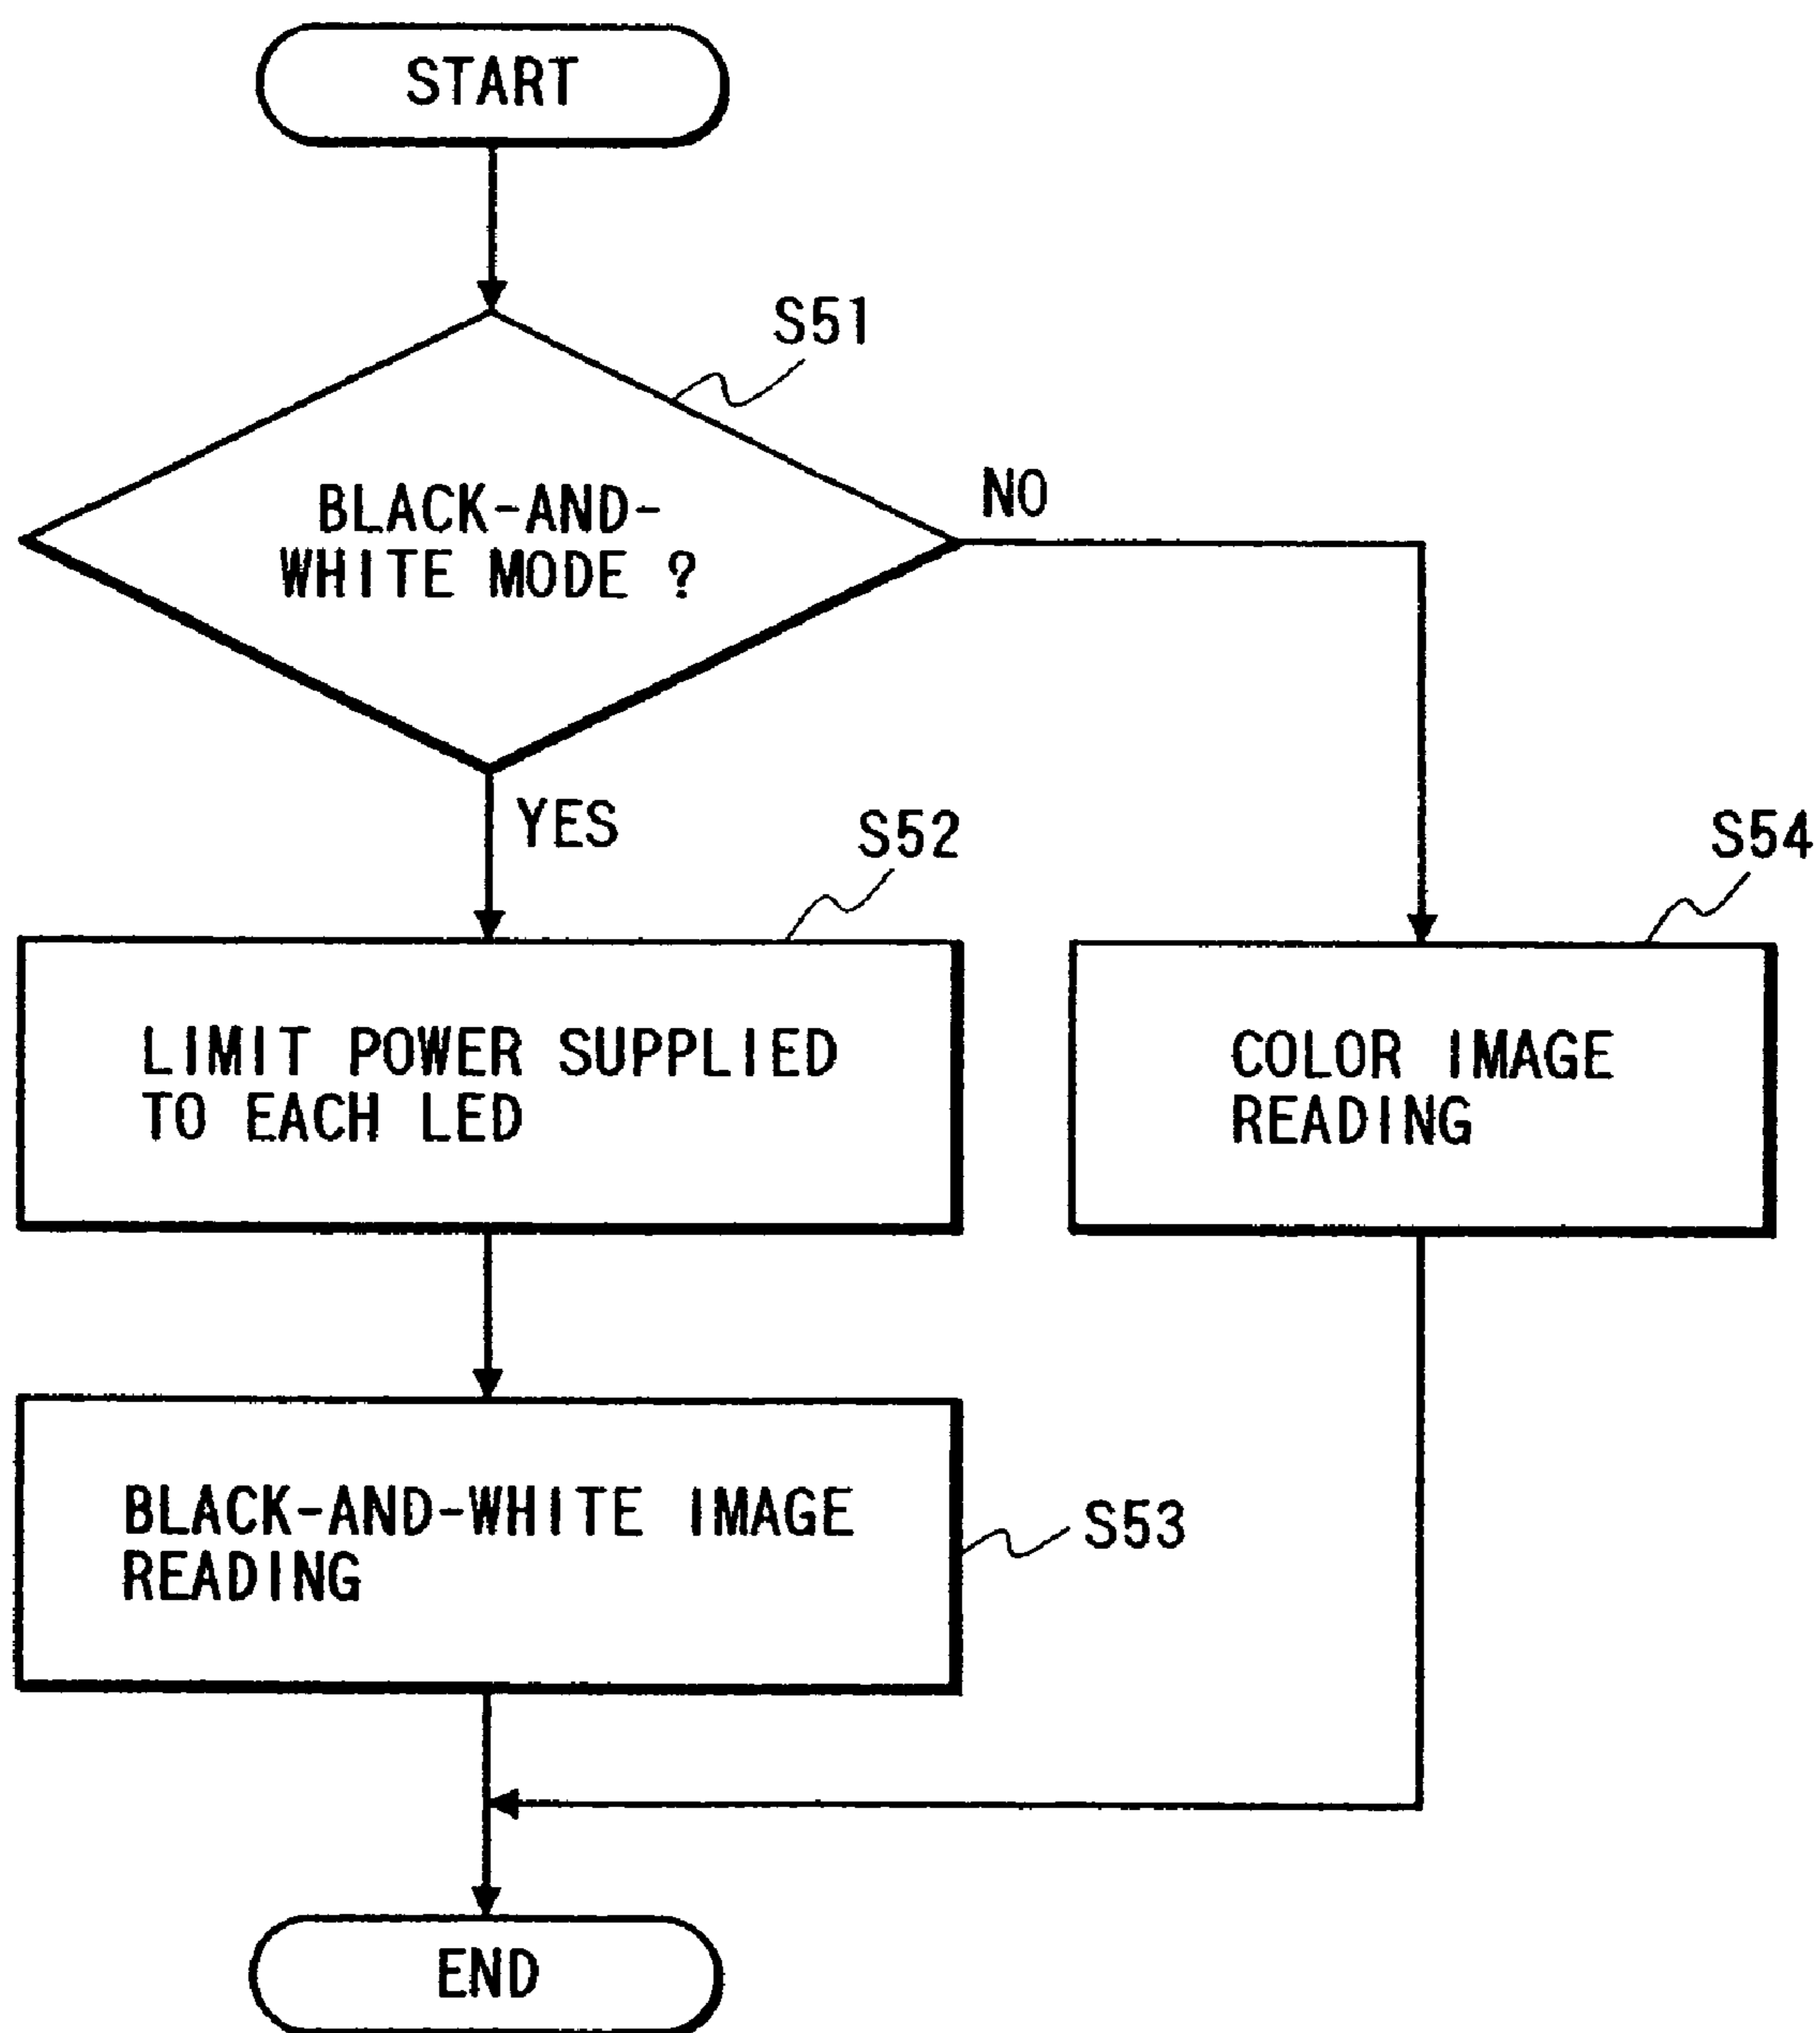 START
S51
BLACK-AND-
WHITE MODE ?
NO
YES
S52
S54
LIMIT POWER SUPPLIED
TO EACH LED
COLOR IMAGE
READING
BLACK-AND-WHITE IMAGE
READING
S53
END